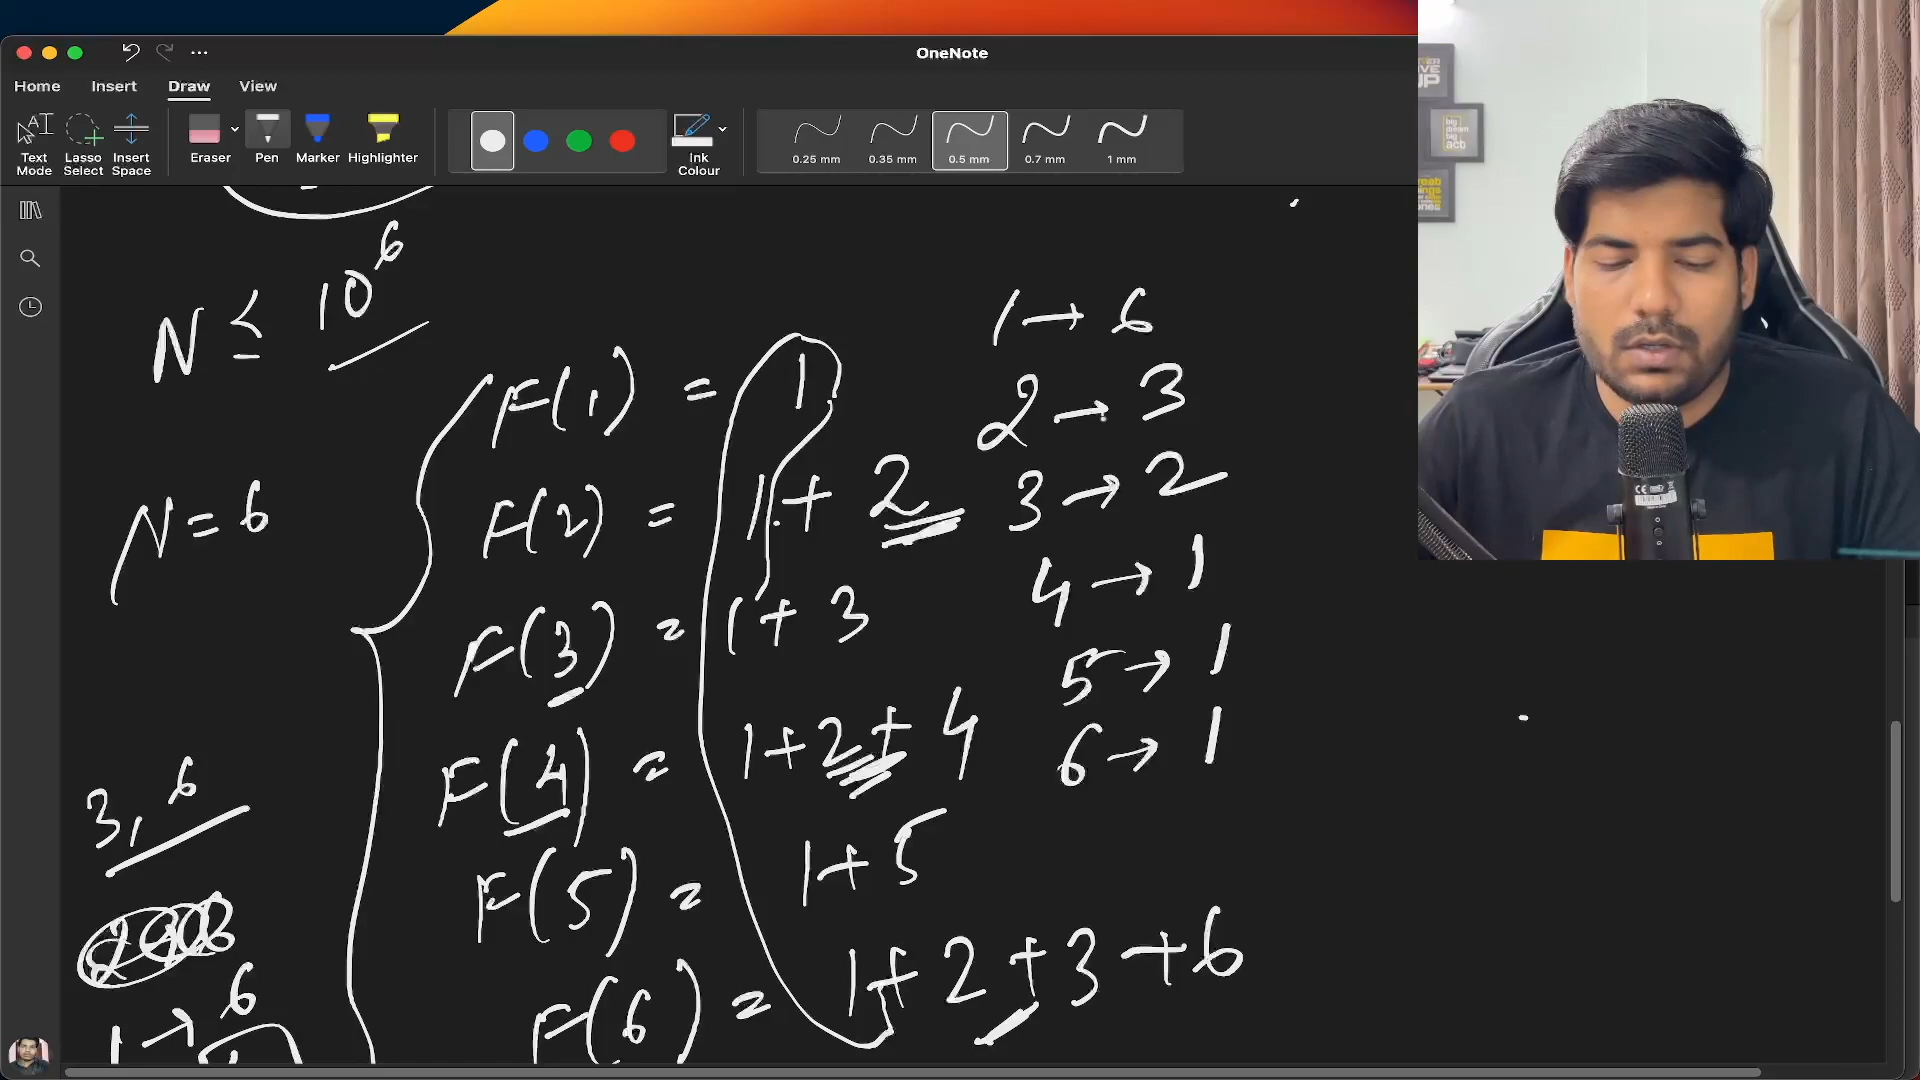 OneNote
Home Insert Draw View
Text Mode
Lasso Select
Insert Space
Eraser
Pen
Marker
Highlighter
Ink Colour
0.25 mm
0.35 mm
0.5 mm
0.7 mm
1 mm
N ≤ 10^6
N = 6
3, 6
1 → 6
F(1) = 1
F(2) = 1 + 2
F(3) = 1 + 3
F(4) = 1 + 2 + 4
F(5) = 1 + 5
F(6) = 1 + 2 + 3 + 6
1 → 6
2 → 3
3 → 2
4 → 1
5 → 1
6 → 1
big
dream
big